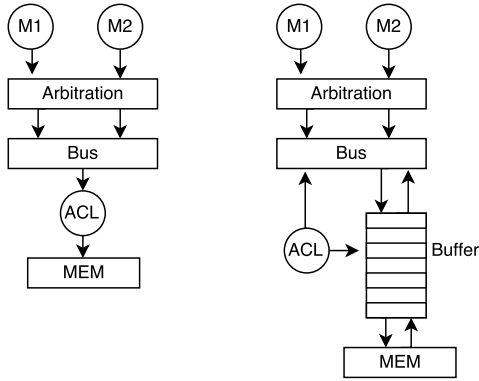 M1 M2
Arbitration
Bus
ACL
MEM
M1 M2
Arbitration
Bus
ACL
Buffer
MEM